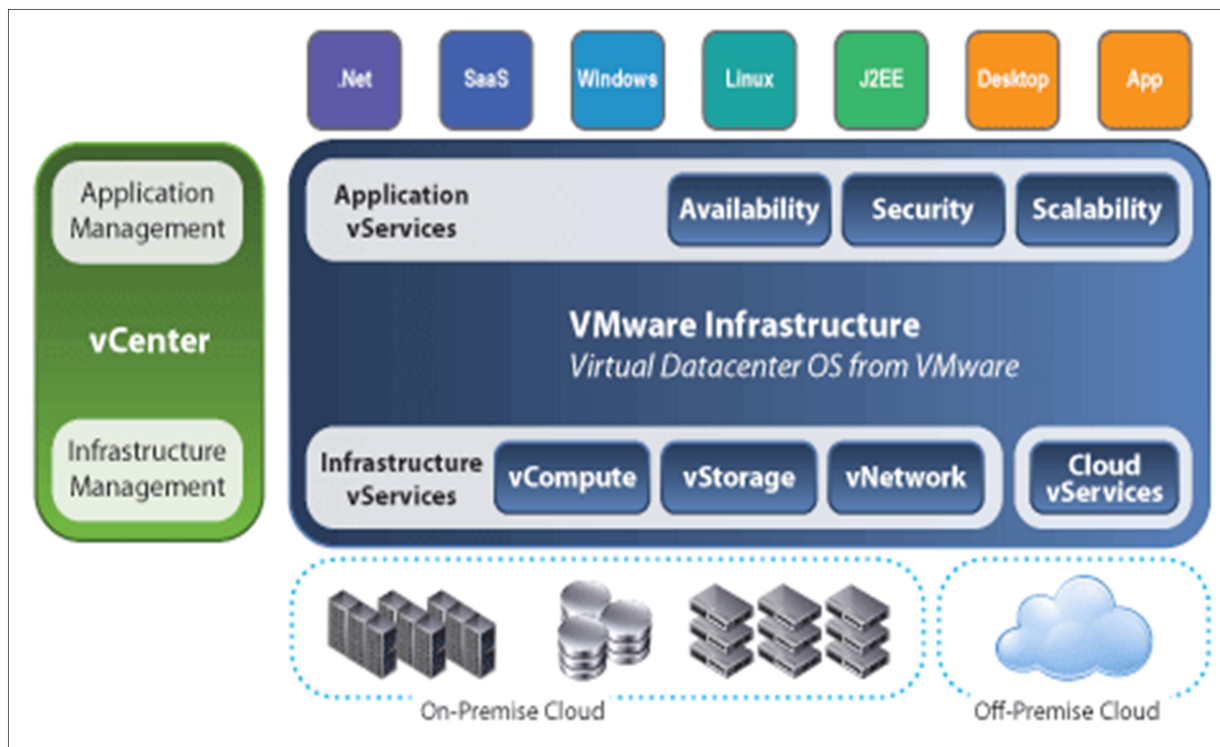 .Net
SaaS
Windows
Linux
J2EE
Desktop
App
Application
Management
vCenter
Infrastructure
Management
Application
vServices
Availability
Security
Scalability
VMware Infrastructure
Virtual Datacenter OS from VMware
Infrastructure
vServices
vCompute
vStorage
vNetwork
Cloud
vServices
On-Premise Cloud
Off-Premise Cloud